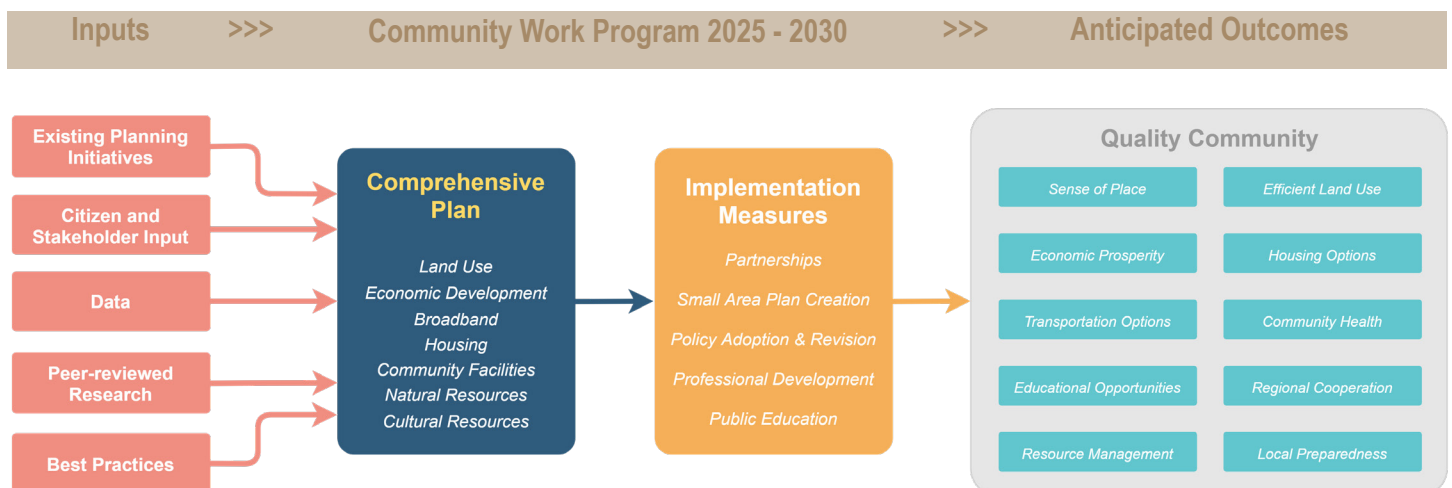 Inputs >>> Community Work Program 2025 - 2030 >>> Anticipated Outcomes
Existing Planning
Initiatives
Citizen and
Stakeholder Input
Data
Peer-reviewed
Research
Best Practices
Comprehensive
Plan
Land Use
Economic Development
Broadband
Housing
Community Facilities
Natural Resources
Cultural Resources
Implementation
Measures
Partnerships
Small Area Plan Creation
Policy Adoption & Revision
Professional Development
Public Education
Quality Community
Sense of Place
Efficient Land Use
Economic Prosperity
Housing Options
Transportation Options
Community Health
Educational Opportunities
Regional Cooperation
Resource Management
Local Preparedness